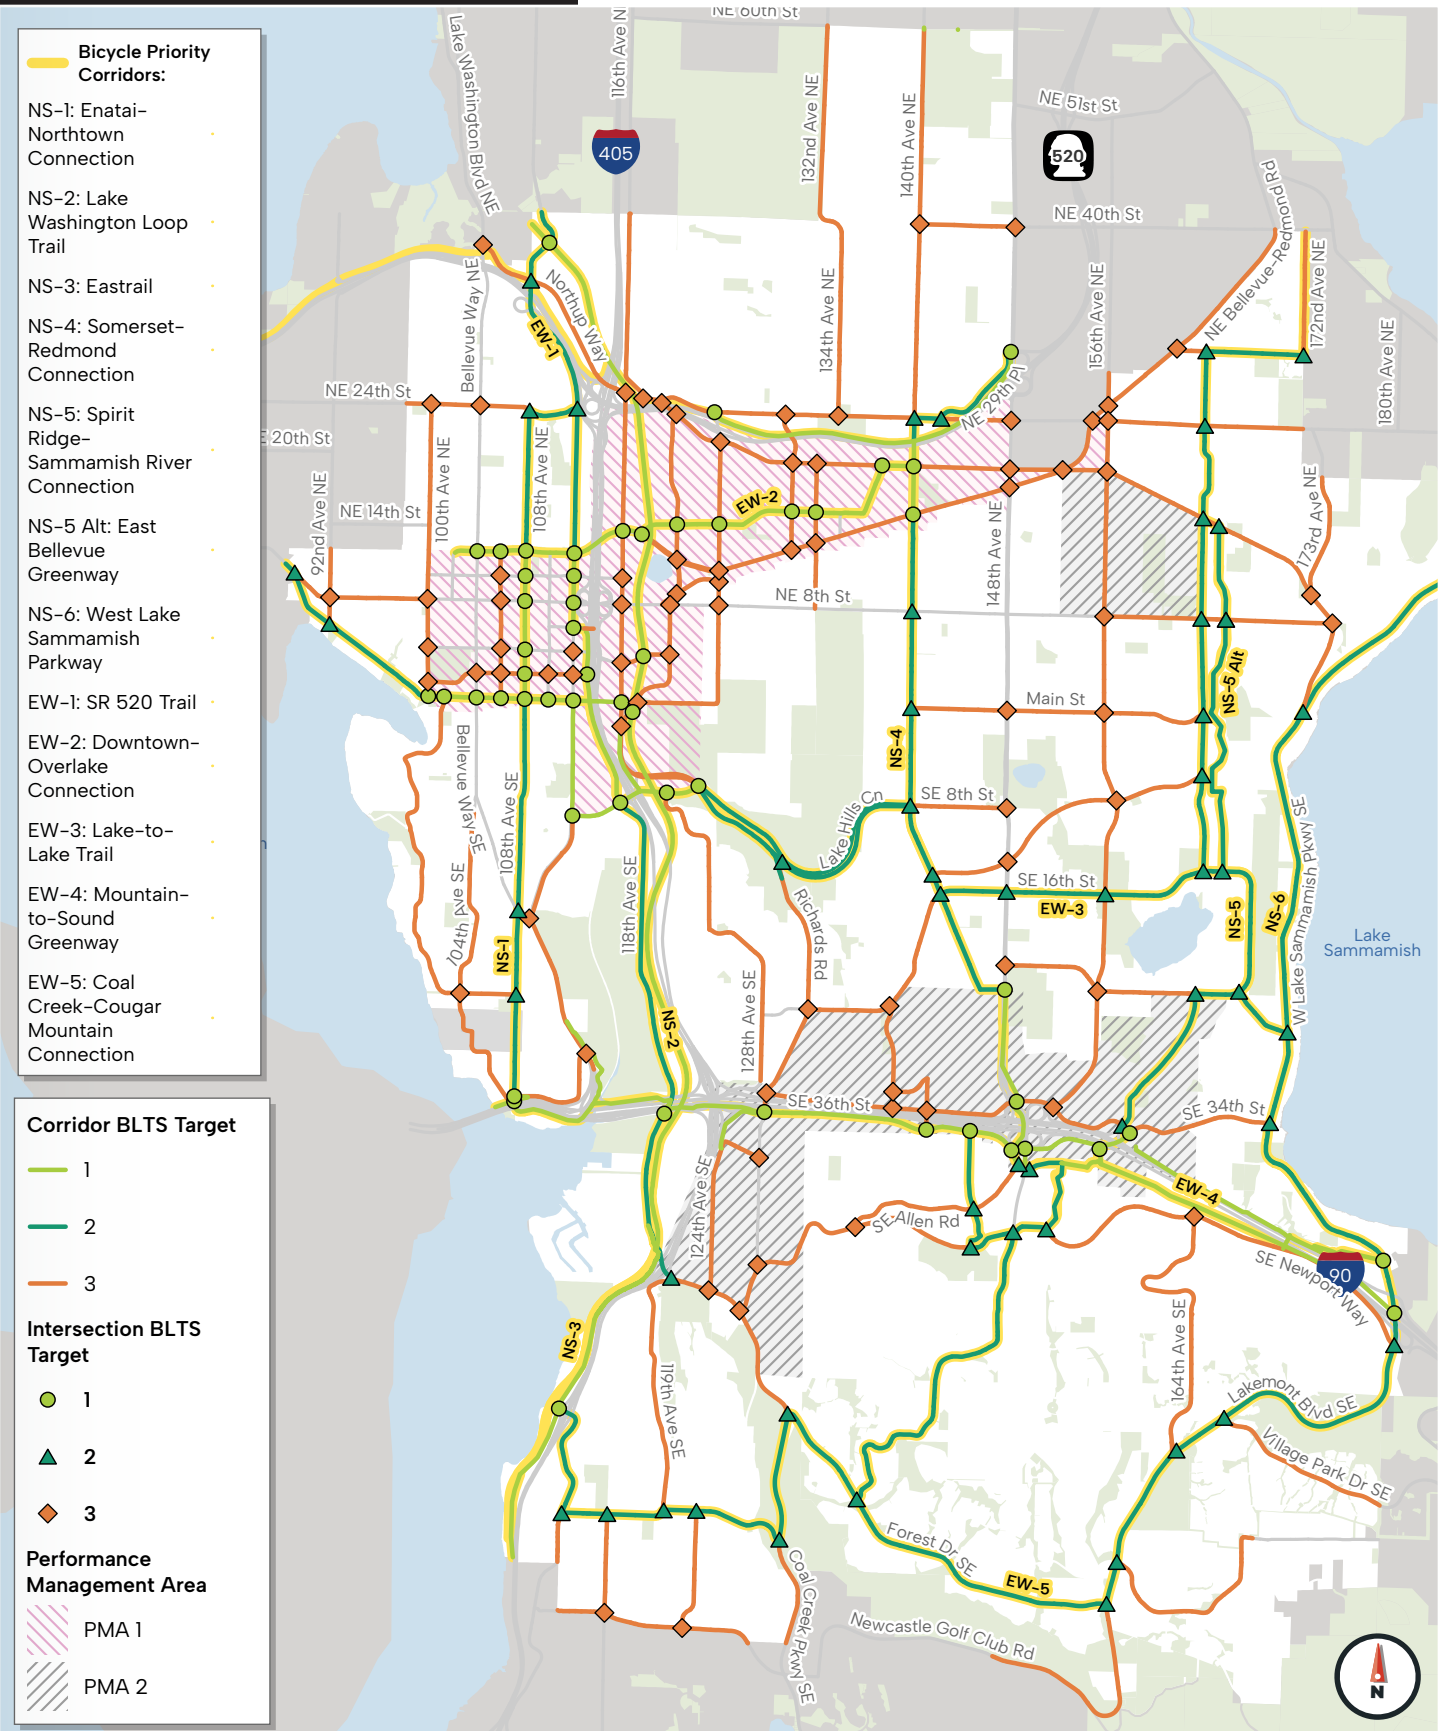 Bicycle Priority
Corridors:
NS-1: Enatai-
Northtown
Connection
NS-2: Lake
Washington Loop
Trail
NS-3: Eastrail
NS-4: Somerset-
Redmond
Connection
NS-5: Spirit
Ridge-
Sammamish River
Connection
NS-5 Alt: East
Bellevue
Greenway
NS-6: West Lake
Sammamish
Parkway
EW-1: SR 520 Trail
EW-2: Downtown-
Overlake
Connection
EW-3: Lake-to-
Lake Trail
EW-4: Mountain-
to-Sound
Greenway
EW-5: Coal
Creek-Cougar
Mountain
Connection
Corridor BLTS Target
1
2
3
Intersection BLTS
Target
1
2
3
Performance
Management Area
PMA 1
PMA 2
NE 60th St
Lake Washington Blvd NE
116th Ave N
405
132nd Ave NE
140th Ave NE
NE 51st St
520
NE 40th St
NE Bellevue-Redmond Rd
172nd Ave NE
180th Ave NE
Bellevue Way NE
Northup Way
EW-1
134th Ave NE
156th Ave NE
NE 24th St
NE 29th Pl
E 20th St
100th Ave NE
108th Ave NE
NE 14th St
92nd Ave NE
EW-2
148th Ave NE
173rd Ave NE
NE 8th St
NS-5 Alt
Main St
NS-4
Bellevue Way SE
108th Ave SE
SE 8th St
Lake Hills Cn
W Lake Sammamish Pkwy SE
118th Ave SE
104th Ave SE
SE 16th St
EW-3
NS-5
NS-6
Richards Rd
Lake
Sammamish
NS-1
NS-2
128th Ave SE
SE 36th St
SE 34th St
124th Ave SE
SE Allen Rd
EW-4
SE Newport Way
90
NS-3
119th Ave SE
164th Ave SE
Lakemont Blvd SE
Village Park Dr SE
Forest Dr SE
EW-5
Coal Creek Pkwy SE
Newcastle Golf Club Rd
N